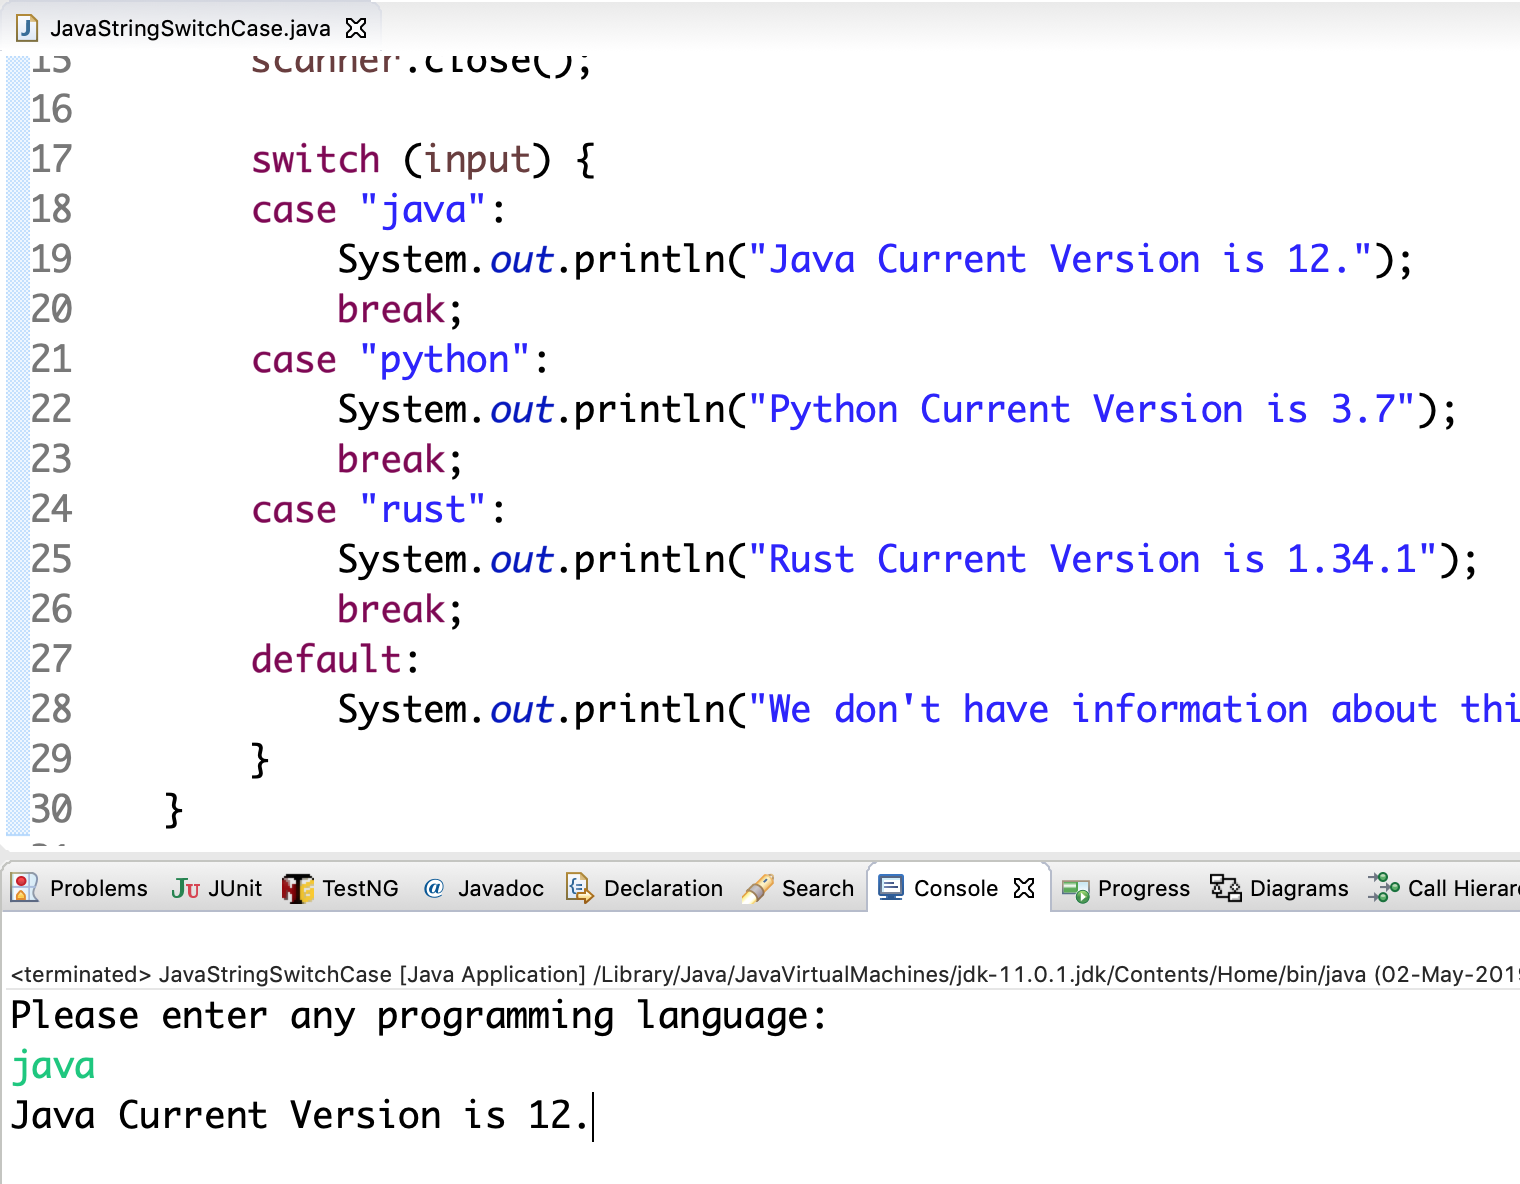 JavaStringSwitchCase.java
15 scanner.close();
16
17 switch (input) {
18 case "java":
19 System.out.println("Java Current Version is 12.");
20 break;
21 case "python":
22 System.out.println("Python Current Version is 3.7");
23 break;
24 case "rust":
25 System.out.println("Rust Current Version is 1.34.1");
26 break;
27 default:
28 System.out.println("We don't have information about thi
29 }
30 }
Problems JUnit TestNG @ Javadoc Declaration Search Console Progress Diagrams Call Hierar
<terminated> JavaStringSwitchCase [Java Application] /Library/Java/JavaVirtualMachines/jdk-11.0.1.jdk/Contents/Home/bin/java (02-May-2019
Please enter any programming language:
java
Java Current Version is 12.